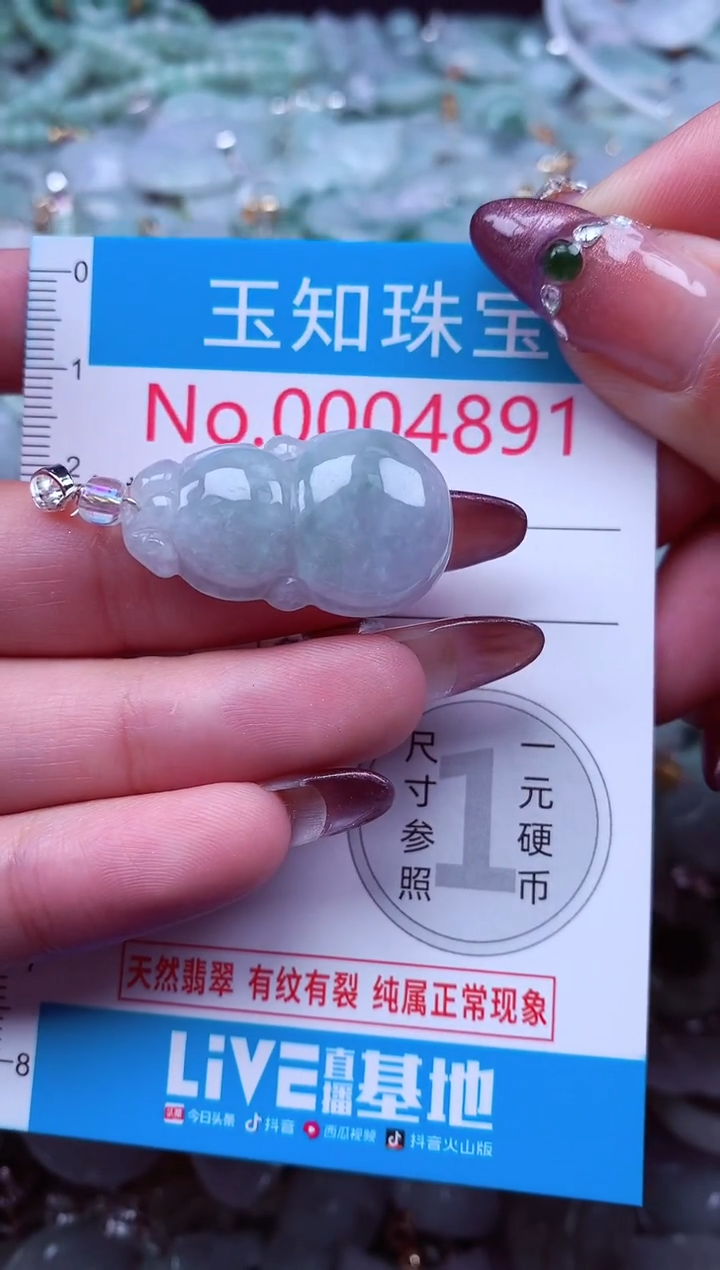 0
玉知珠宝
1
No.0004891
2
尺寸参照
1
一元硬币
天然翡翠 有纹有裂 纯属正常现象
8
LiVE直播基地
头条 今日头条 抖音 西瓜视频 抖音火山版